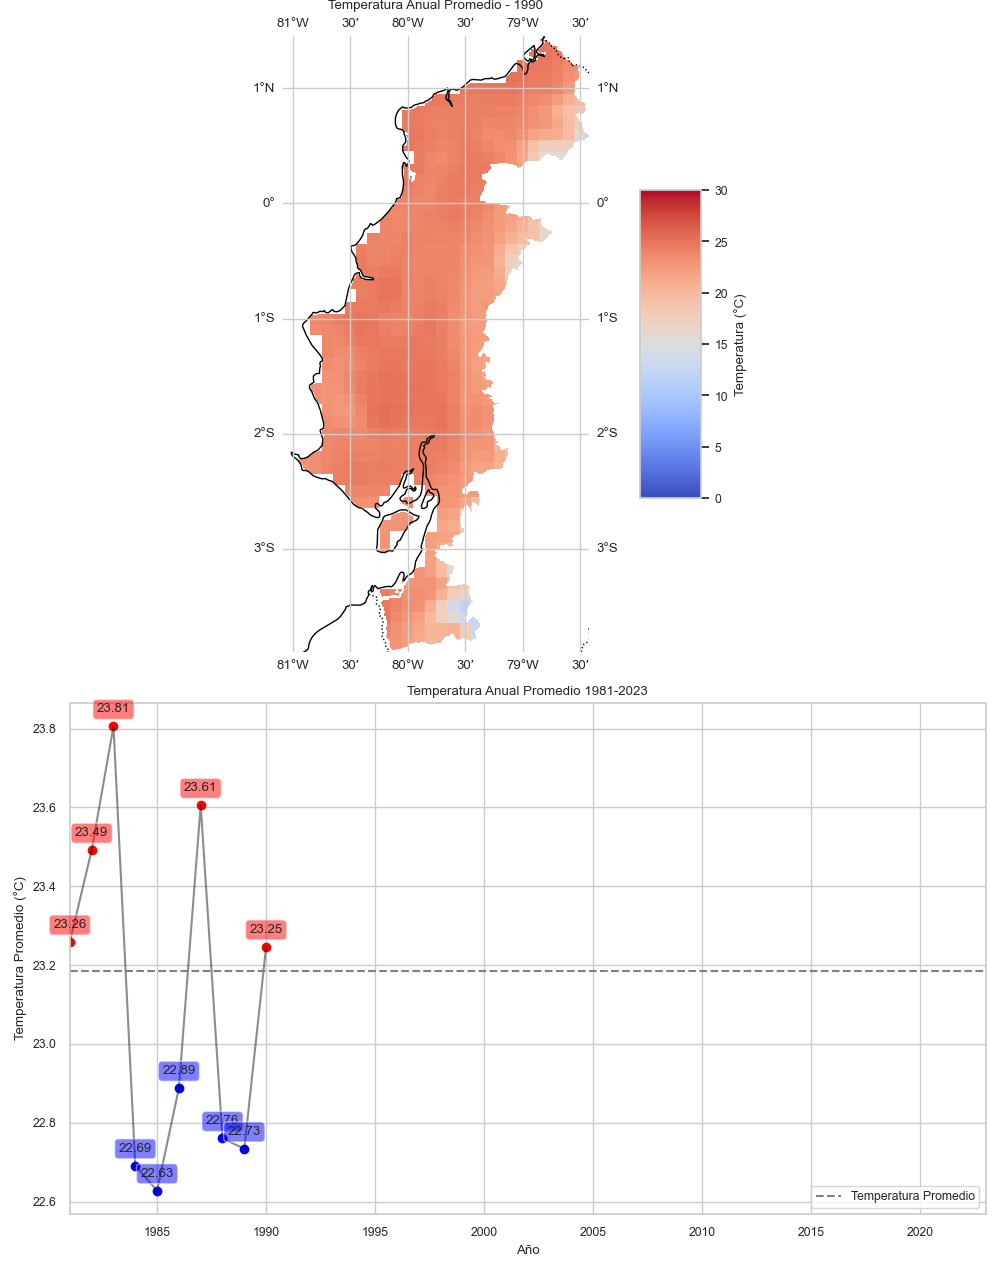 Temperatura Anual Promedio - 1990
81°W 30′ 80°W 30′ 79°W 30′
1°N 1°N
0° 0°
1°S 1°S
2°S 2°S
3°S 3°S
81°W 30′ 80°W 30′ 79°W 30′
30
25
20
15
10
5
0
Temperatura (°C)
Temperatura Anual Promedio 1981-2023
23.8
23.6
23.4
23.2
23.0
22.8
22.6
Temperatura Promedio (°C)
23.26
23.49
23.81
22.69
22.63
22.89
23.61
22.76
22.73
23.25
Temperatura Promedio
1985 1990 1995 2000 2005 2010 2015 2020
Año